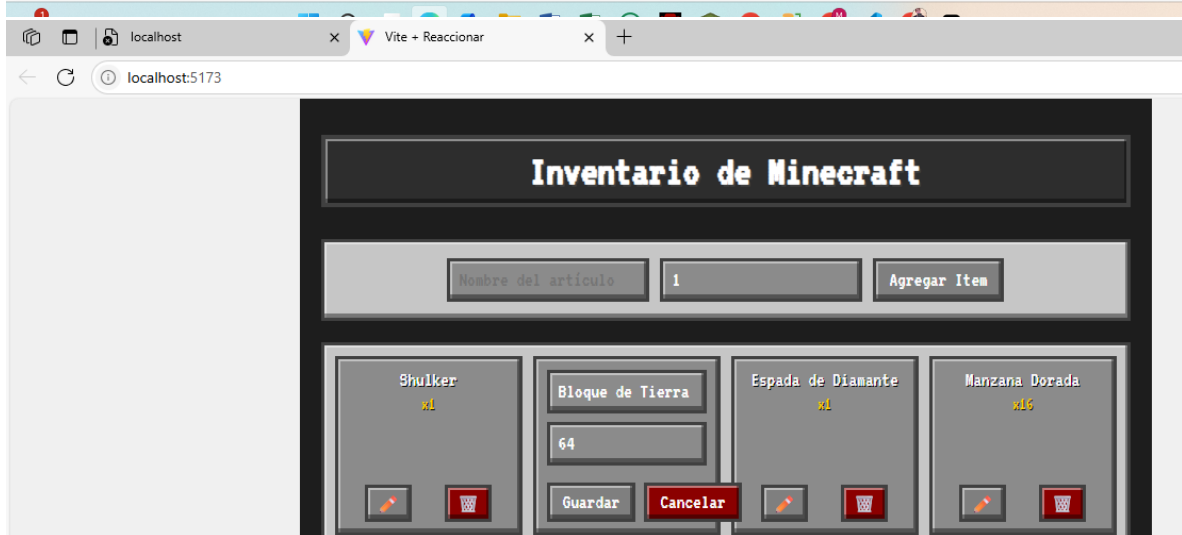 localhost
Vite + Reaccionar
localhost:5173
Inventario de Minecraft
Nombre del artículo
1
Agregar Item
Shulker
x1
Bloque de Tierra
64
Guardar
Cancelar
Espada de Diamante
x1
Manzana Dorada
x16